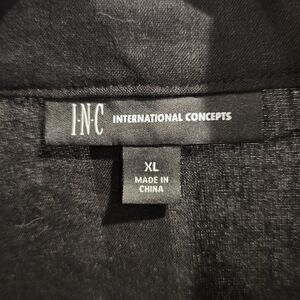 I·N·C INTERNATIONAL CONCEPTS
XL
MADE IN
CHINA